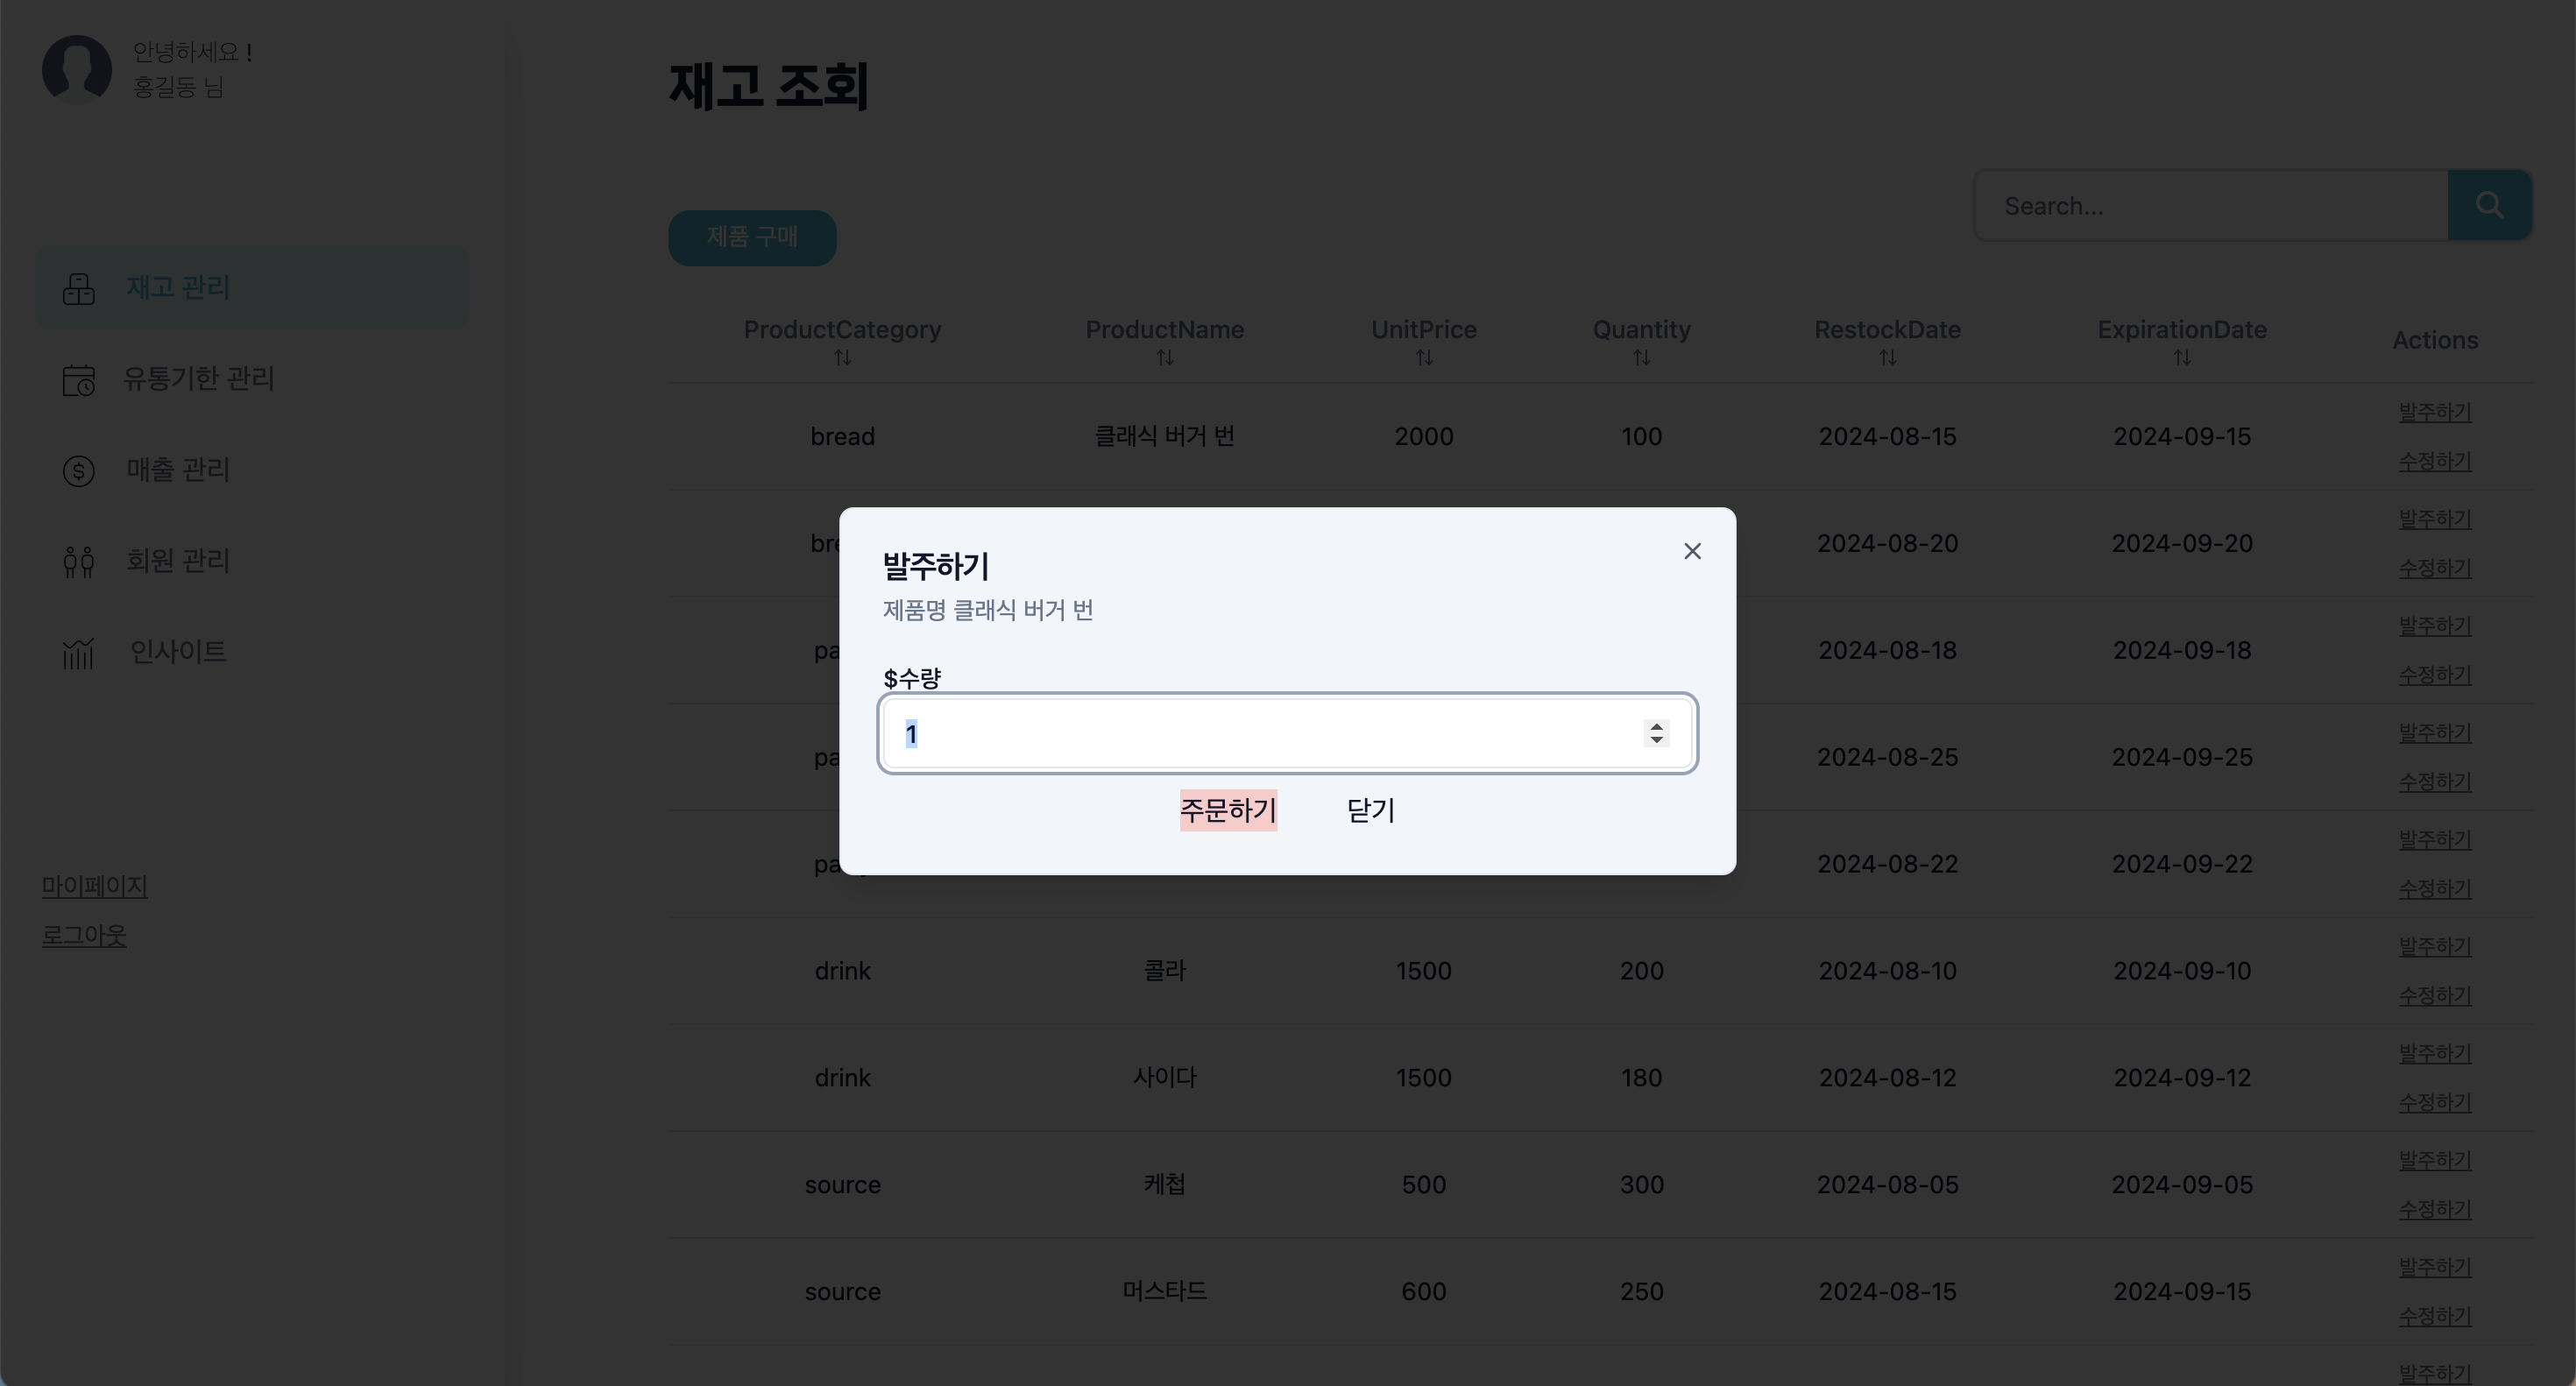 안녕하세요 !
홍길동 님
재고 관리
유통기한 관리
매출 관리
회원 관리
인사이트
마이페이지
로그아웃
재고 조회
제품 구매
Search...
ProductCategory ProductName UnitPrice Quantity RestockDate ExpirationDate Actions
bread 클래식 버거 번 2000 100 2024-08-15 2024-09-15 발주하기
수정하기
2024-08-20 2024-09-20 발주하기
수정하기
2024-08-18 2024-09-18 발주하기
수정하기
2024-08-25 2024-09-25 발주하기
수정하기
2024-08-22 2024-09-22 발주하기
수정하기
drink 콜라 1500 200 2024-08-10 2024-09-10 발주하기
수정하기
drink 사이다 1500 180 2024-08-12 2024-09-12 발주하기
수정하기
source 케첩 500 300 2024-08-05 2024-09-05 발주하기
수정하기
source 머스타드 600 250 2024-08-15 2024-09-15 발주하기
수정하기
발주하기
발주하기
제품명 클래식 버거 번
$수량
1
주문하기 닫기